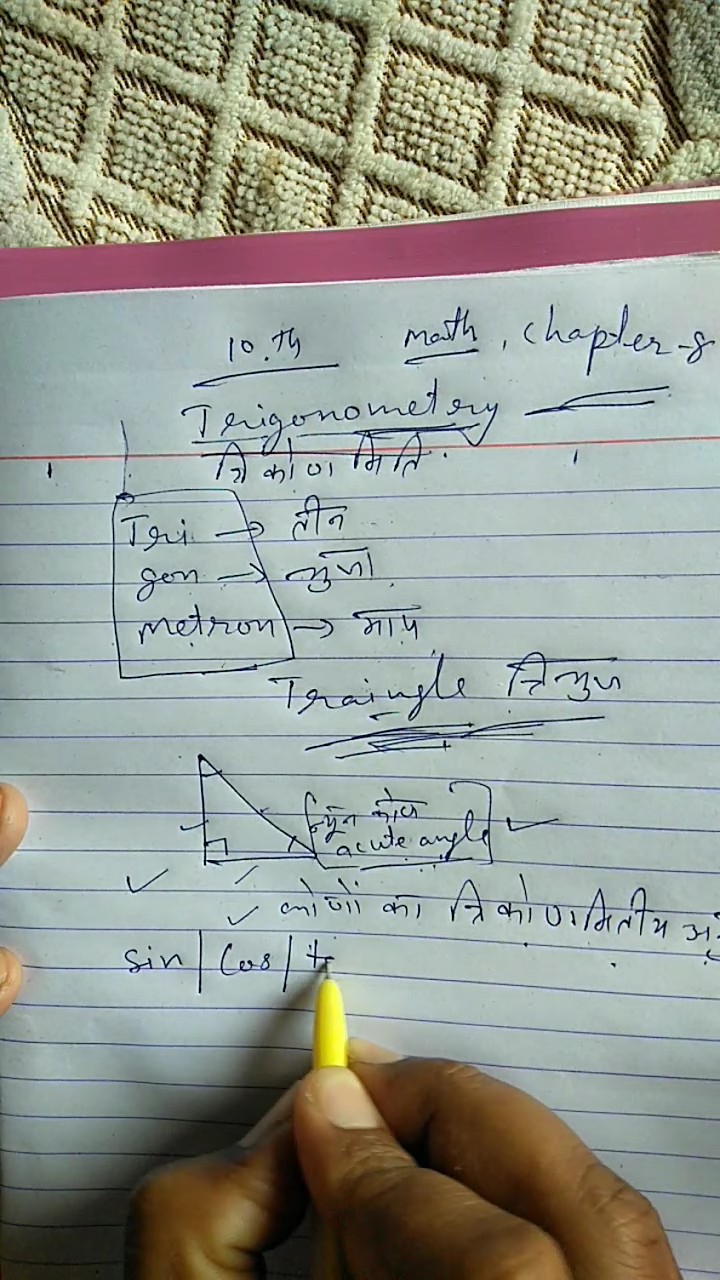 10.th math, chapter-8
Trigonometry
त्रिकोणमिति
Tri → तीन
gon → भुजा
metron → माप
Traingle त्रिभुज
न्यून कोण
acute angle
कोणों का त्रिकोणमितीय
sin | Cos | t